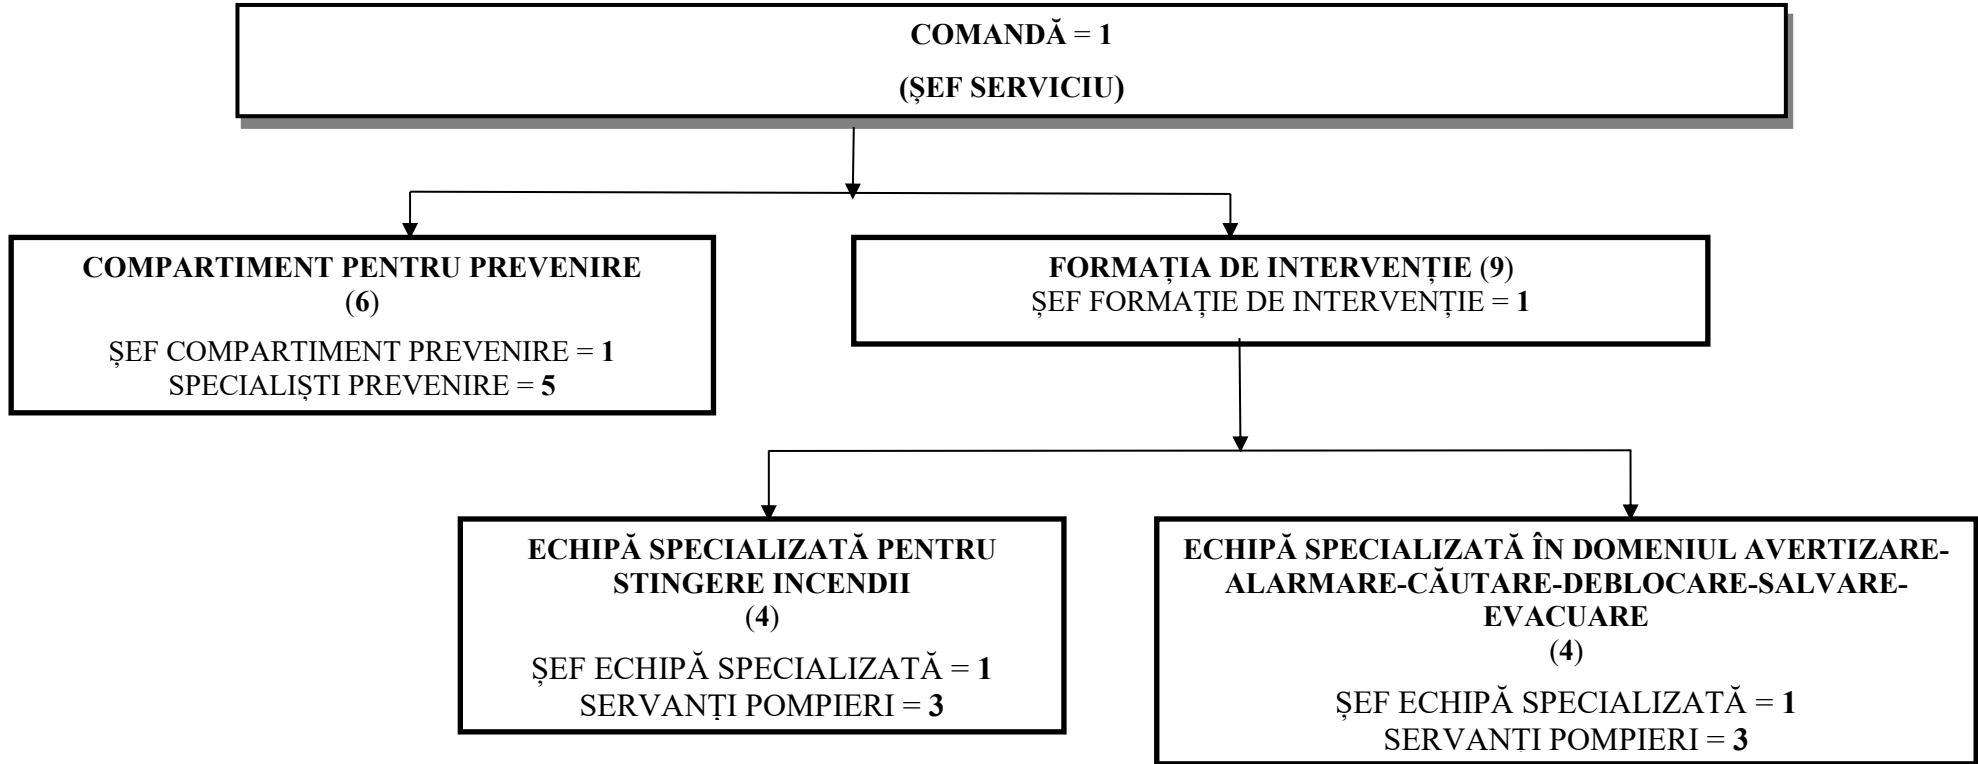 COMANDĂ = 1
(ȘEF SERVICIU)
COMPARTIMENT PENTRU PREVENIRE
(6)
ȘEF COMPARTIMENT PREVENIRE = 1
SPECIALIȘTI PREVENIRE = 5
FORMAȚIA DE INTERVENȚIE (9)
ȘEF FORMAȚIE DE INTERVENȚIE = 1
ECHIPĂ SPECIALIZATĂ PENTRU
STINGERE INCENDII
(4)
ȘEF ECHIPĂ SPECIALIZATĂ = 1
SERVANȚI POMPIERI = 3
ECHIPĂ SPECIALIZATĂ ÎN DOMENIUL AVERTIZARE-
ALARMARE-CĂUTARE-DEBLOCARE-SALVARE-
EVACUARE
(4)
ȘEF ECHIPĂ SPECIALIZATĂ = 1
SERVANȚI POMPIERI = 3